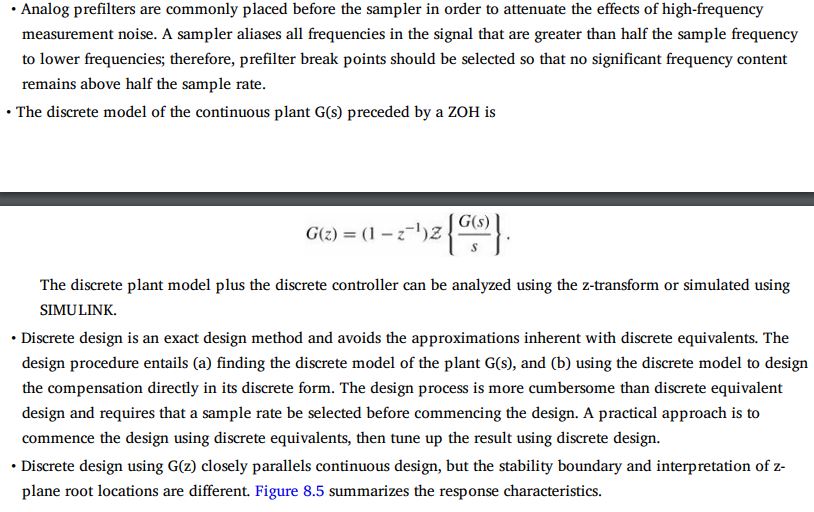 • Analog prefilters are commonly placed before the sampler in order to attenuate the effects of high-frequency
measurement noise. A sampler aliases all frequencies in the signal that are greater than half the sample frequency
to lower frequencies; therefore, prefilter break points should be selected so that no significant frequency content
remains above half the sample rate.
• The discrete model of the continuous plant G(s) preceded by a ZOH is
G(z) = (1 − z⁻¹)𝒵 { G(s) / s } .
The discrete plant model plus the discrete controller can be analyzed using the z-transform or simulated using
SIMULINK.
• Discrete design is an exact design method and avoids the approximations inherent with discrete equivalents. The
design procedure entails (a) finding the discrete model of the plant G(s), and (b) using the discrete model to design
the compensation directly in its discrete form. The design process is more cumbersome than discrete equivalent
design and requires that a sample rate be selected before commencing the design. A practical approach is to
commence the design using discrete equivalents, then tune up the result using discrete design.
• Discrete design using G(z) closely parallels continuous design, but the stability boundary and interpretation of z-
plane root locations are different. Figure 8.5 summarizes the response characteristics.